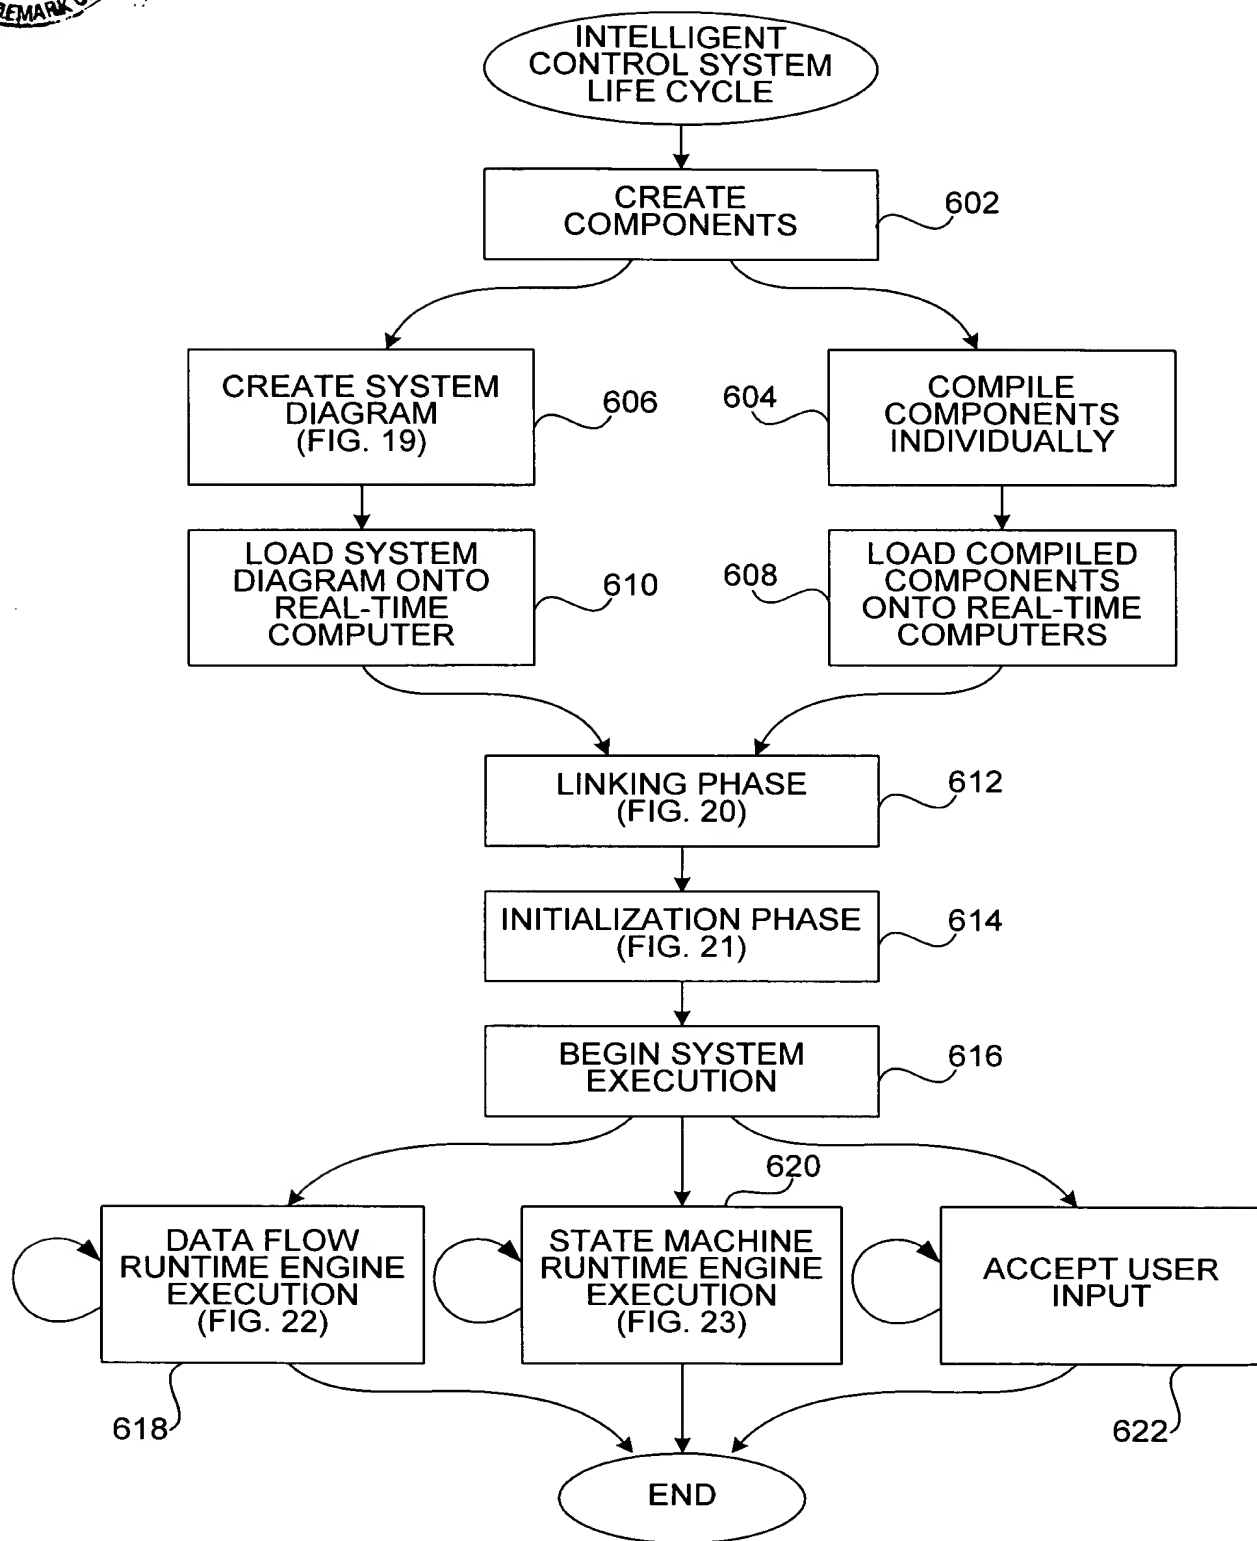 EMARK
INTELLIGENT
CONTROL SYSTEM
LIFE CYCLE
CREATE
COMPONENTS
602
CREATE SYSTEM
DIAGRAM
(FIG. 19)
606
604
COMPILE
COMPONENTS
INDIVIDUALLY
LOAD SYSTEM
DIAGRAM ONTO
REAL-TIME
COMPUTER
610
608
LOAD COMPILED
COMPONENTS
ONTO REAL-TIME
COMPUTERS
LINKING PHASE
(FIG. 20)
612
INITIALIZATION PHASE
(FIG. 21)
614
BEGIN SYSTEM
EXECUTION
616
620
DATA FLOW
RUNTIME ENGINE
EXECUTION
(FIG. 22)
STATE MACHINE
RUNTIME ENGINE
EXECUTION
(FIG. 23)
ACCEPT USER
INPUT
618
622
END